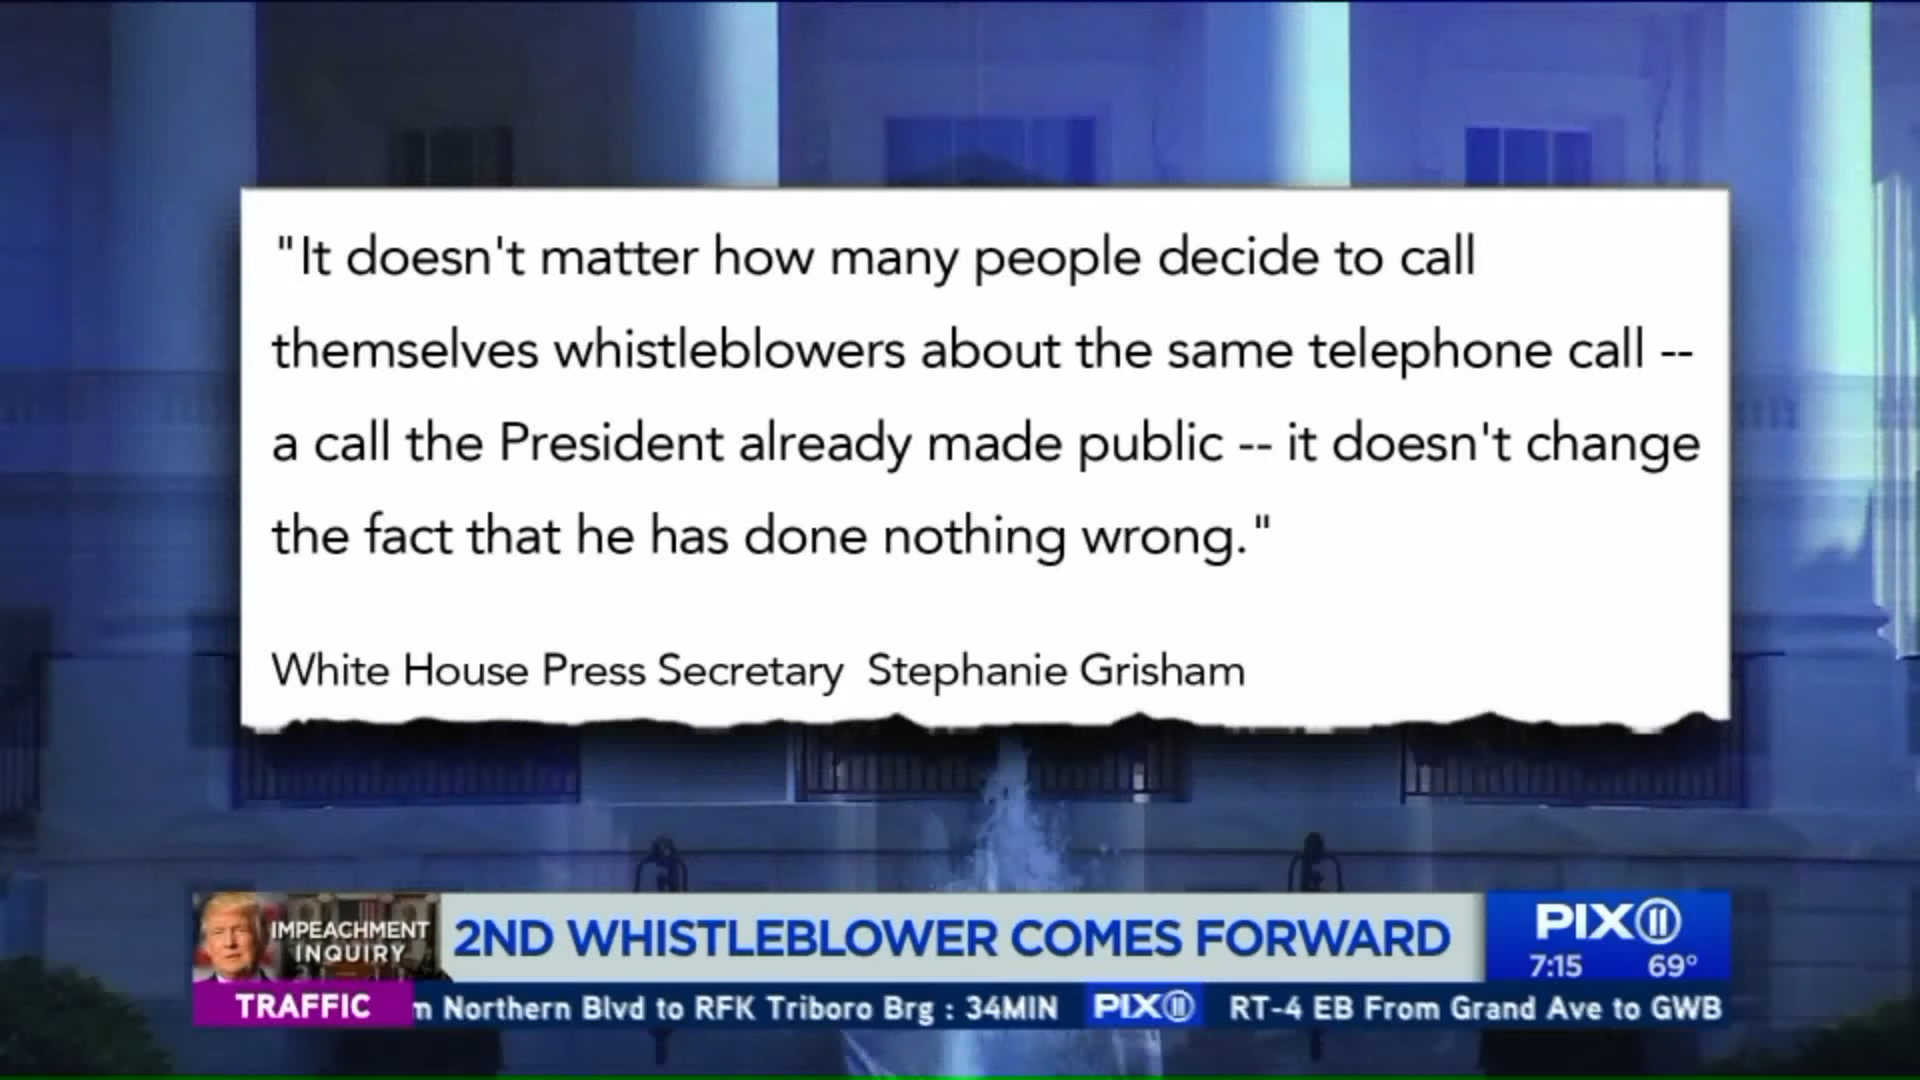 "It doesn't matter how many people decide to call
themselves whistleblowers about the same telephone call --
a call the President already made public -- it doesn't change
the fact that he has done nothing wrong."
White House Press Secretary  Stephanie Grisham
IMPEACHMENT
INQUIRY
2ND WHISTLEBLOWER COMES FORWARD
PIX11
7:15 69°
TRAFFIC
m Northern Blvd to RFK Triboro Brg : 34MIN PIX11 RT-4 EB From Grand Ave to GWB